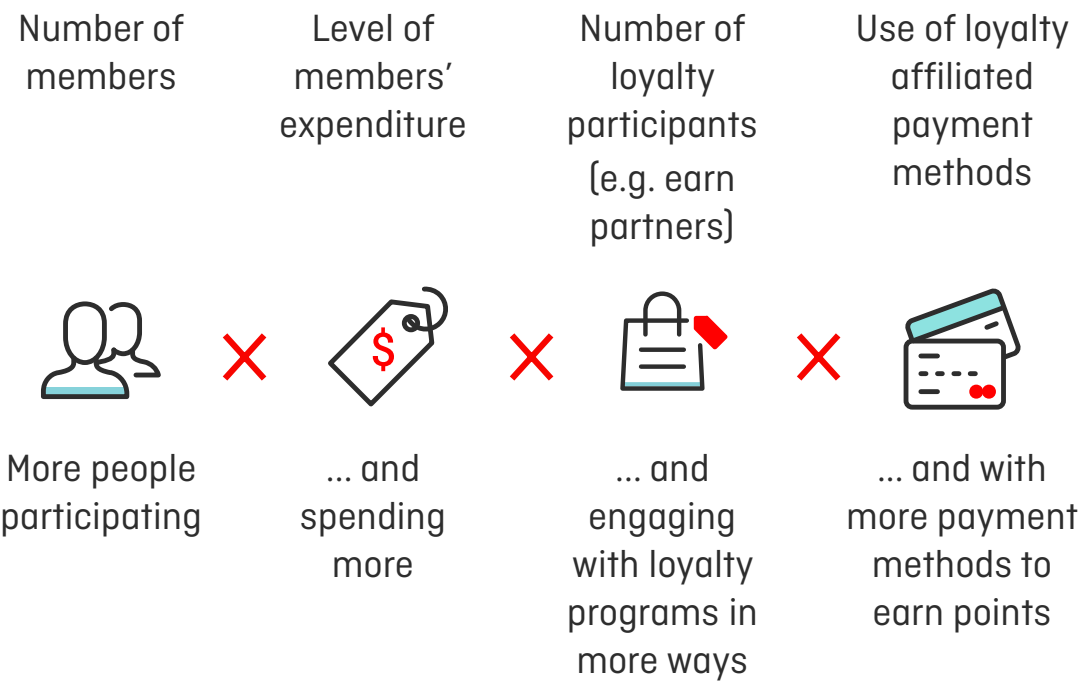 Number of
members
Level of
members’
expenditure
Number of
loyalty
participants
(e.g. earn
partners)
Use of loyalty
affiliated
payment
methods
$
More people
participating
... and
spending
more
... and
engaging
with loyalty
programs in
more ways
... and with
more payment
methods to
earn points